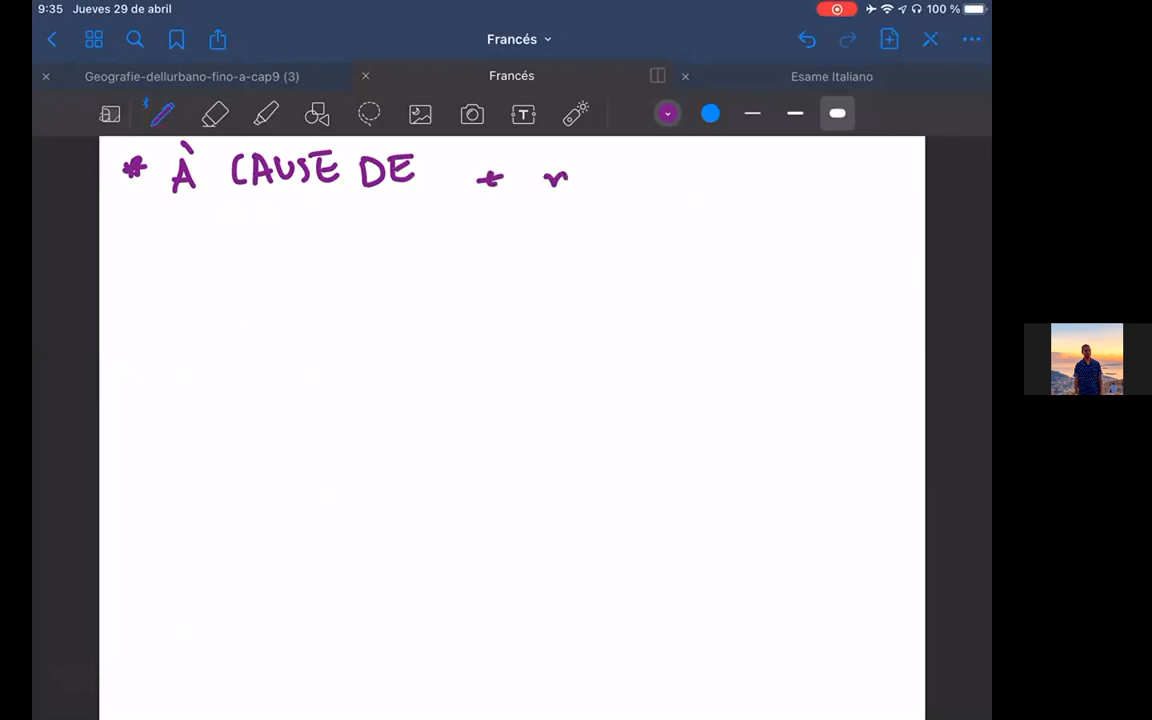 9:35 Jueves 29 de abril 100 %
Francés
Geografie-dellurbano-fino-a-cap9 (3) Francés Esame Italiano
T
* À CAUSE DE + n